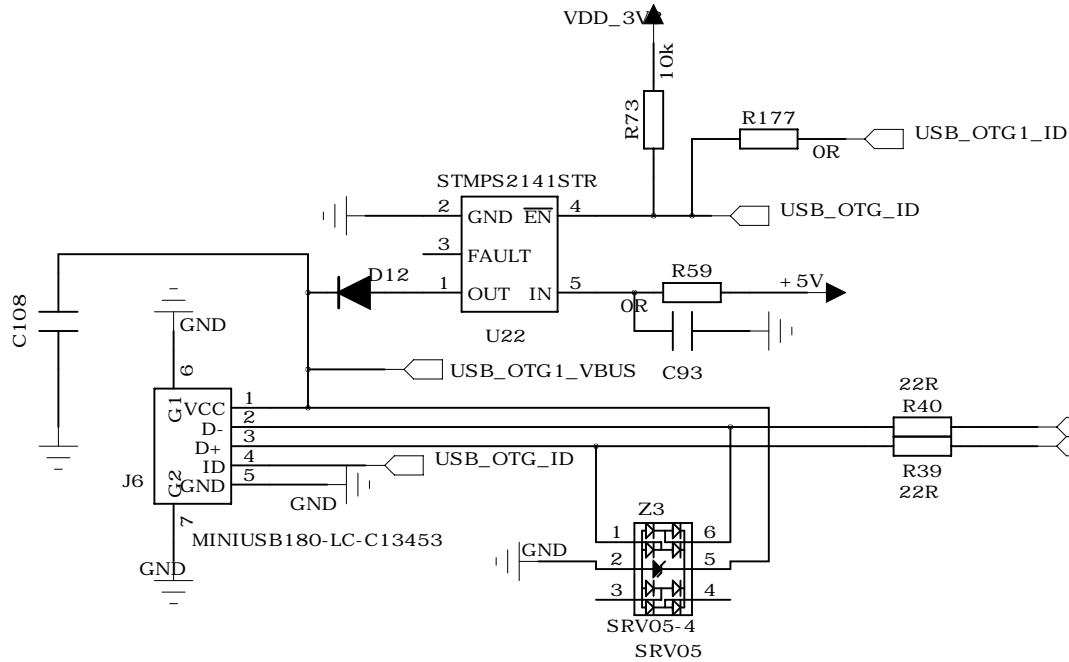 VDD_3V3
10k
R73
R177
0R
USB_OTG1_ID
STMPS2141STR
2
GND
EN
4
USB_OTG_ID
3
FAULT
D12
1
OUT
IN
5
R59
0R
+5V
U22
C93
C108
GND
6
USB_OTG1_VBUS
G1
VCC
1
D-
2
D+
3
ID
4
USB_OTG_ID
G2
GND
5
GND
J6
7
MINIUSB180-LC-C13453
GND
22R
R40
R39
22R
Z3
1
6
GND
2
5
3
4
SRV05-4
SRV05